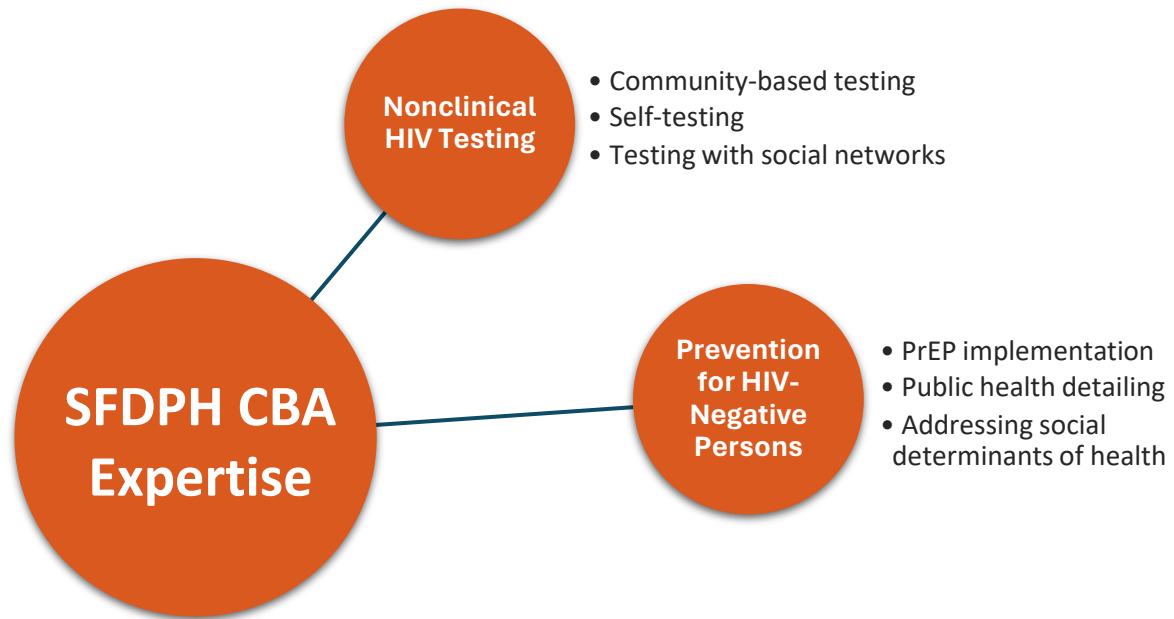 Nonclinical
HIV Testing
• Community-based testing
• Self-testing
• Testing with social networks
SFDPH CBA
Expertise
Prevention
for HIV-
Negative
Persons
• PrEP implementation
• Public health detailing
• Addressing social
determinants of health